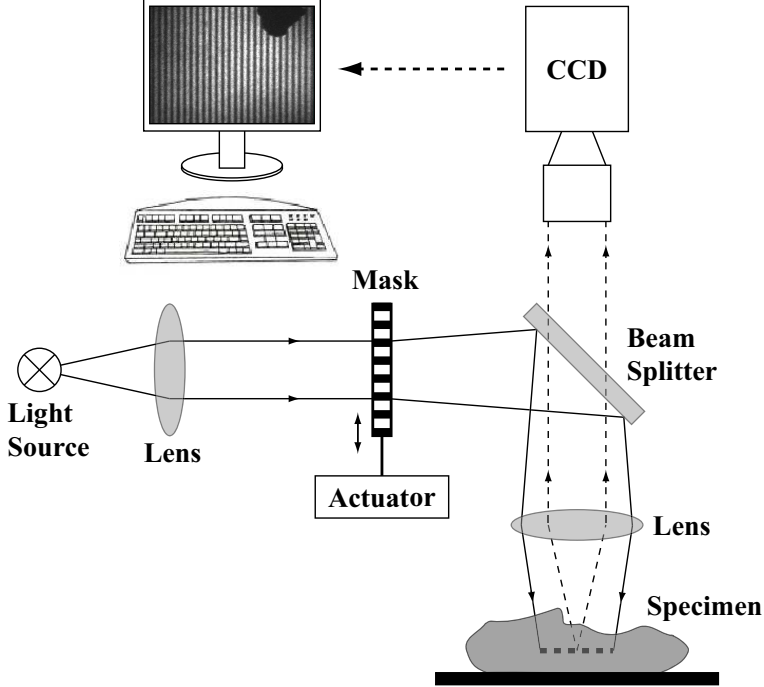 CCD
Mask
Beam
Splitter
Light
Source
Lens
Actuator
Lens
Specimen